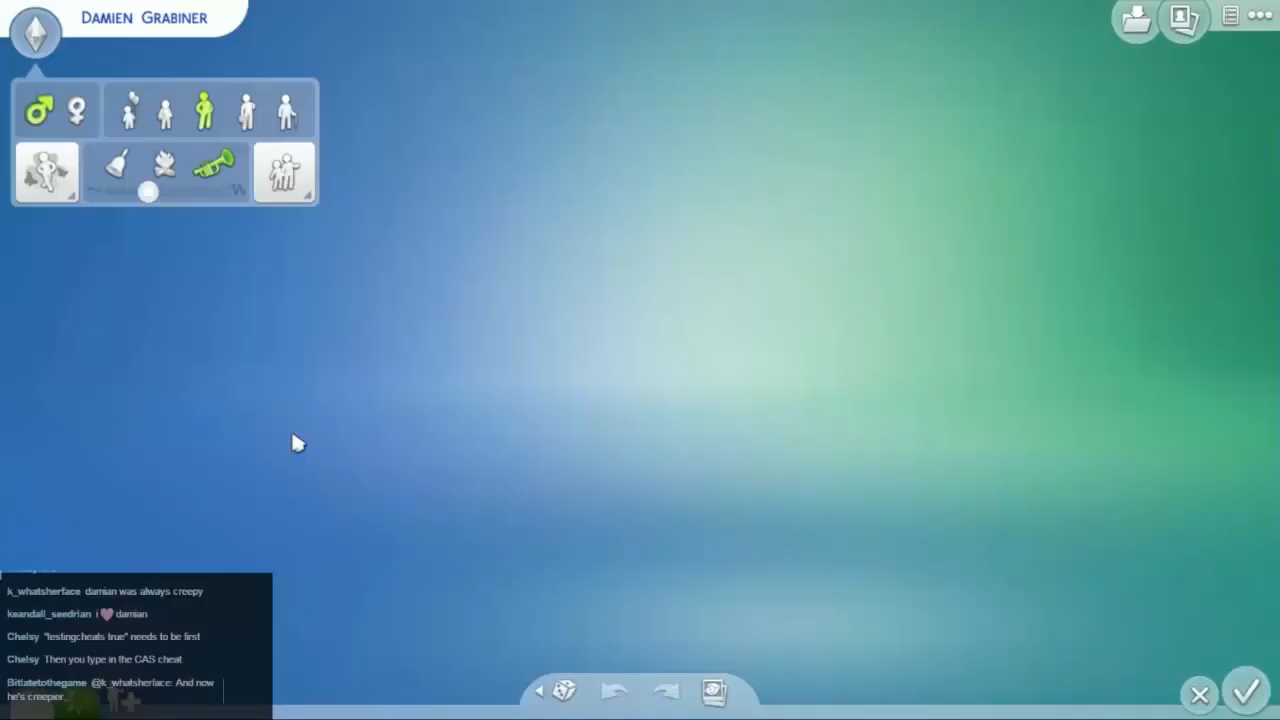 Damien Grabiner
k_whatsherface damian was always creepy
keandall_seedrian i damian
Chelsy "testingcheats true" needs to be first
Chelsy Then you type in the CAS cheat
Bitlatetothegame @k_whatsherface: And now
he's creepier.